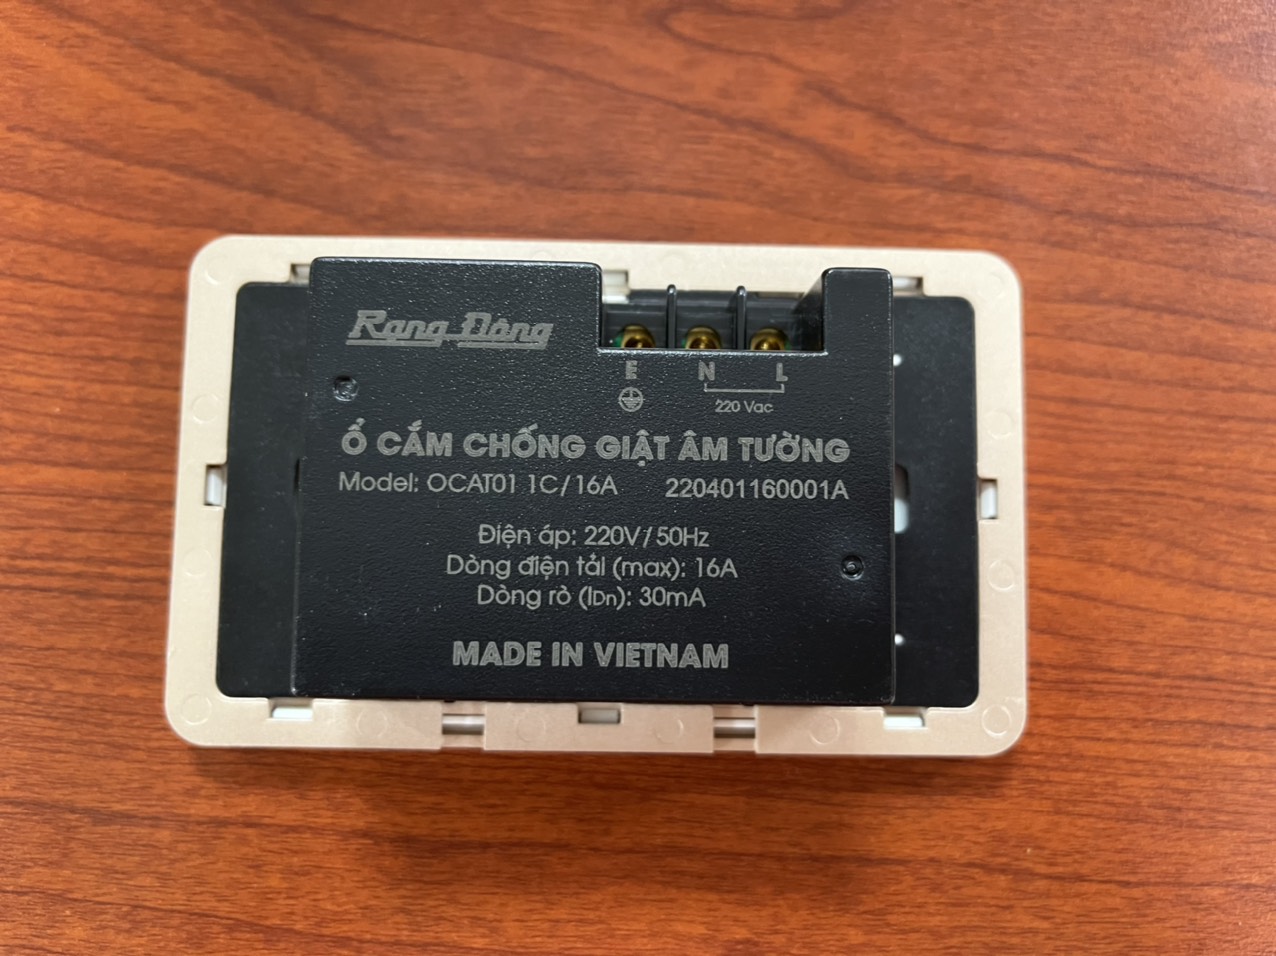 Rạng Đông
E N L
220 Vac
Ổ CẮM CHỐNG GIẬT ÂM TƯỜNG
Model: OCAT01 1C/16A 220401160001A
Điện áp: 220V/50Hz
Dòng điện tải (max): 16A
Dòng rò (IDn): 30mA
MADE IN VIETNAM